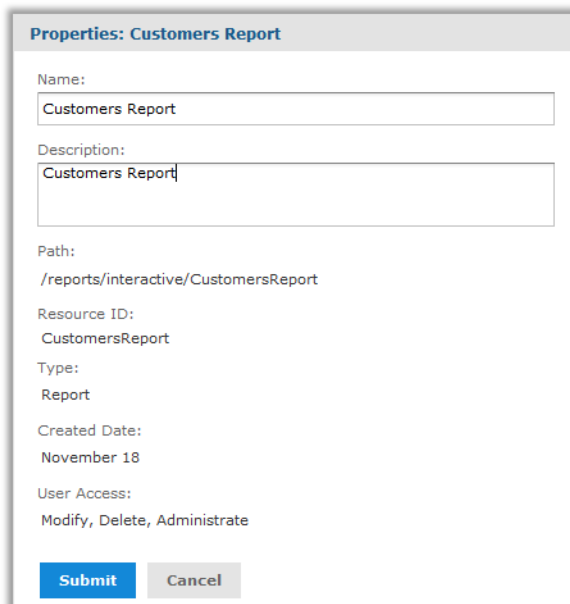 Properties: Customers Report
Name:
Customers Report
Description:
Customers Report
Path:
/reports/interactive/CustomersReport
Resource ID:
CustomersReport
Type:
Report
Created Date:
November 18
User Access:
Modify, Delete, Administrate
Submit Cancel